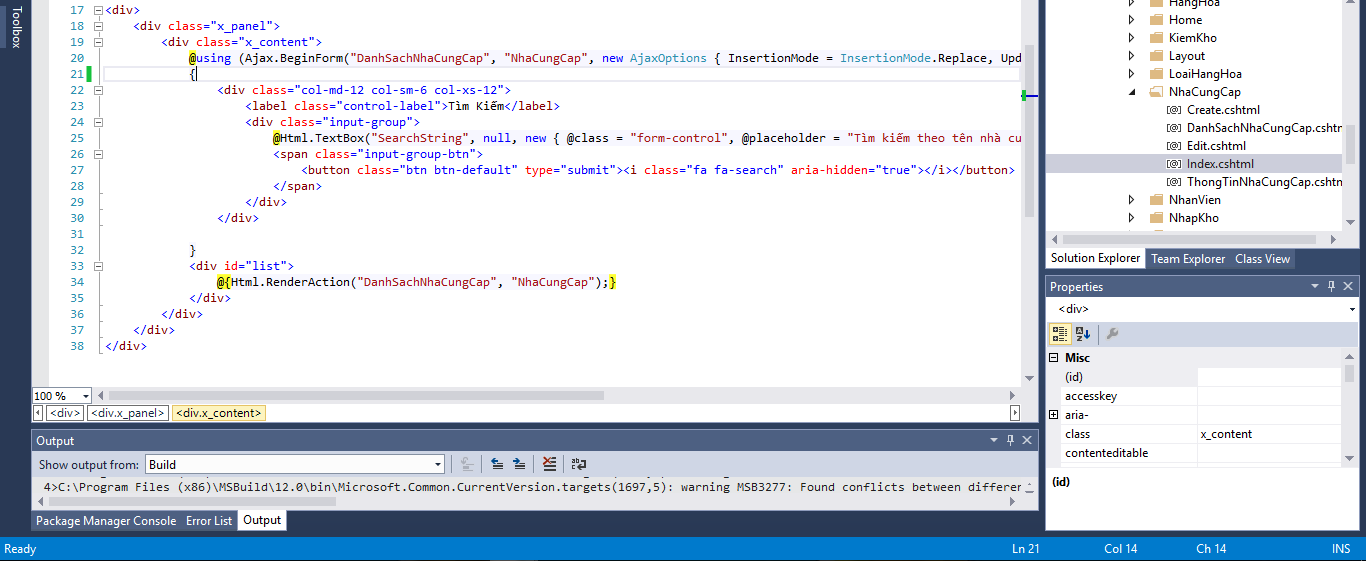 Toolbox
17 <div>
18 <div class="x_panel">
19 <div class="x_content">
20 @using (Ajax.BeginForm("DanhSachNhaCungCap", "NhaCungCap", new AjaxOptions { InsertionMode = InsertionMode.Replace, Upd
21 {
22 <div class="col-md-12 col-sm-6 col-xs-12">
23 <label class="control-label">Tìm Kiếm</label>
24 <div class="input-group">
25 @Html.TextBox("SearchString", null, new { @class = "form-control", @placeholder = "Tìm kiếm theo tên nhà cu
26 <span class="input-group-btn">
27 <button class="btn btn-default" type="submit"><i class="fa fa-search" aria-hidden="true"></i></button>
28 </span>
29 </div>
30 </div>
31
32 }
33 <div id="list">
34 @{Html.RenderAction("DanhSachNhaCungCap", "NhaCungCap");}
35 </div>
36 </div>
37 </div>
38 </div>
100 %
<div> <div.x_panel> <div.x_content>
Output
Show output from: Build
4>C:\Program Files (x86)\MSBuild\12.0\bin\Microsoft.Common.CurrentVersion.targets(1697,5): warning MSB3277: Found conflicts between differen
Package Manager Console Error List Output
HangHoa
Home
KiemKho
Layout
LoaiHangHoa
NhaCungCap
Create.cshtml
DanhSachNhaCungCap.cshtm
Edit.cshtml
Index.cshtml
ThongTinNhaCungCap.cshtm
NhanVien
NhapKho
Solution Explorer Team Explorer Class View
Properties
<div>
Misc
(id)
accesskey
aria-
class x_content
contenteditable
(id)
Ready Ln 21 Col 14 Ch 14 INS